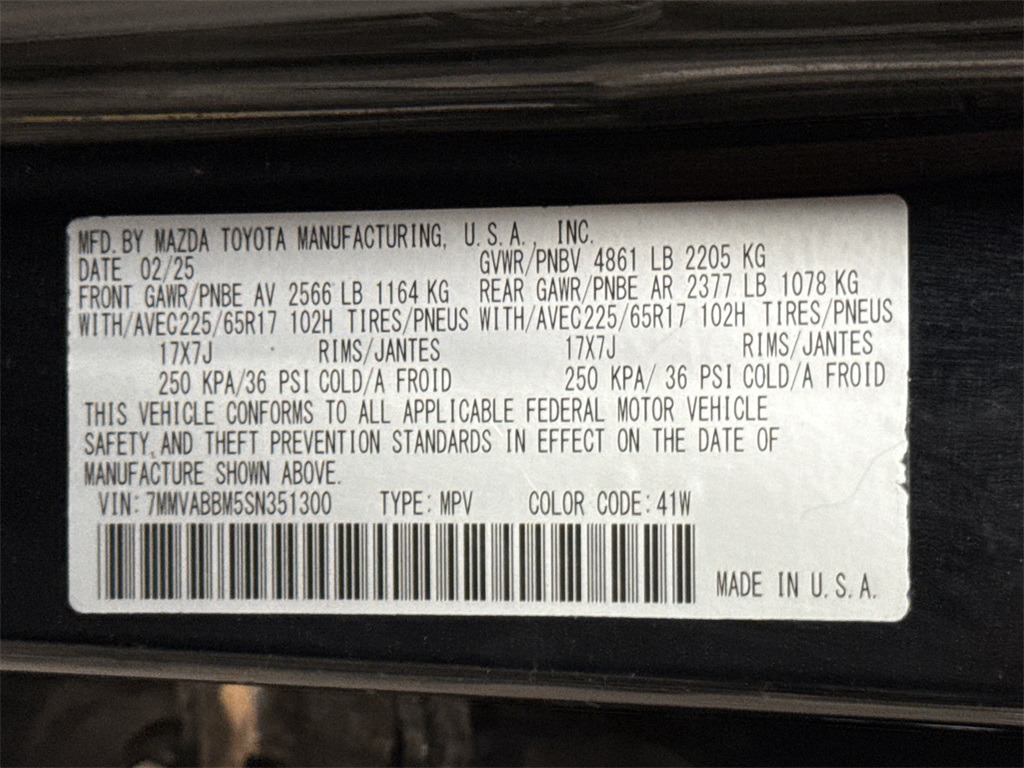 MFD. BY MAZDA TOYOTA MANUFACTURING, U.S.A., INC.
DATE 02/25 GVWR/PNBV 4861 LB 2205 KG
FRONT GAWR/PNBE AV 2566 LB 1164 KG REAR GAWR/PNBE AR 2377 LB 1078 KG
WITH/AVEC225/65R17 102H TIRES/PNEUS WITH/AVEC225/65R17 102H TIRES/PNEUS
17X7J RIMS/JANTES 17X7J RIMS/JANTES
250 KPA/36 PSI COLD/A FROID 250 KPA/ 36 PSI COLD/A FROID
THIS VEHICLE CONFORMS TO ALL APPLICABLE FEDERAL MOTOR VEHICLE
SAFETY, AND THEFT PREVENTION STANDARDS IN EFFECT ON THE DATE OF
MANUFACTURE SHOWN ABOVE.
VIN: 7MMVABBM5SN351300 TYPE: MPV COLOR CODE: 41W
MADE IN U.S.A.